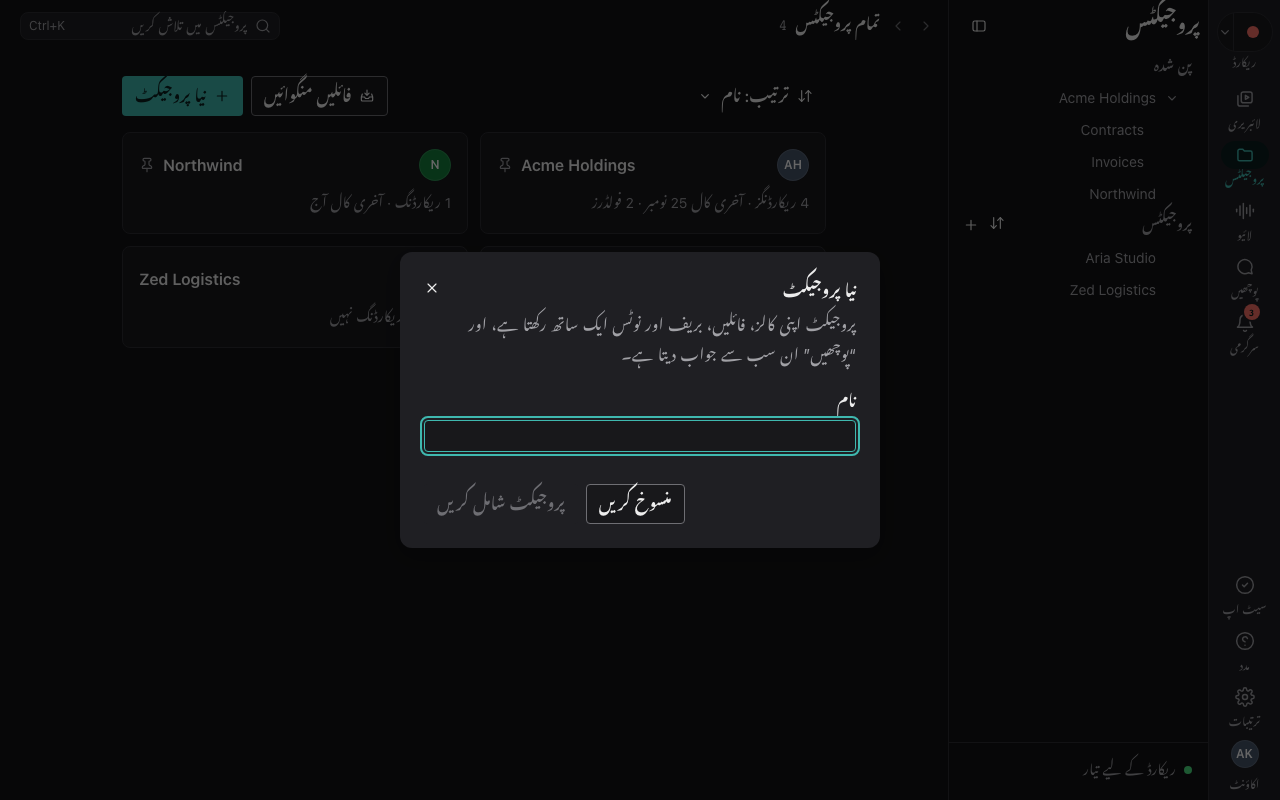 ریکارڈ
لائبریری
پروجیکٹس
لائیو
پوچھیں
3
سرگرمی
سیٹ اپ
مدد
ترتیبات
AK
اکاؤنٹ
پروجیکٹس
پن شدہ
Acme Holdings
Contracts
Invoices
Northwind
پروجیکٹس
Aria Studio
Zed Logistics
ریکارڈ کے لیے تیار
تمام پروجیکٹس 4
پروجیکٹس میں تلاش کریں Ctrl+K
ترتیب: نام
فائلیں منگوائیں
نیا پروجیکٹ
AH Acme Holdings
4 ریکارڈنگز · آخری کال 25 نومبر · 2 فولڈرز
N Northwind
1 ریکارڈنگ · آخری کال آج
Zed Logistics
ریکارڈنگ نہیں
نیا پروجیکٹ
پروجیکٹ اپنی کالز، فائلیں، بریف اور نوٹس ایک ساتھ رکھتا ہے، اور
"پوچھیں" ان سب سے جواب دیتا ہے۔
نام
منسوخ کریں
پروجیکٹ شامل کریں